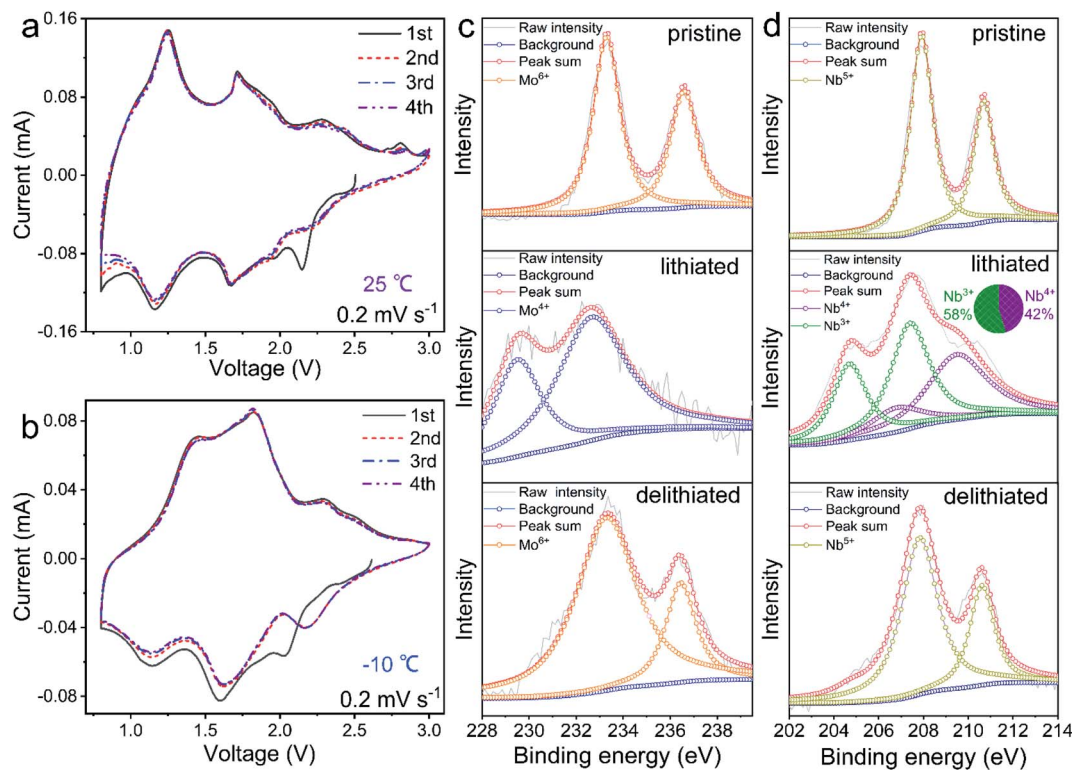 a
0.16
0.08
0.00
-0.08
-0.16
Current (mA)
1st
2nd
3rd
4th
25 ℃
0.2 mV s⁻¹
1.0 1.5 2.0 2.5 3.0
Voltage (V)
b
0.08
0.04
0.00
-0.04
-0.08
Current (mA)
1st
2nd
3rd
4th
-10 ℃
0.2 mV s⁻¹
1.0 1.5 2.0 2.5 3.0
Voltage (V)
c
Raw intensity
Background
Peak sum
Mo⁶⁺
pristine
Intensity
Raw intensity
Background
Peak sum
Mo⁴⁺
lithiated
Intensity
Raw intensity
Background
Peak sum
Mo⁶⁺
delithiated
Intensity
228 230 232 234 236 238
Binding energy (eV)
d
Raw intensity
Background
Peak sum
Nb⁵⁺
pristine
Intensity
Raw intensity
Background
Peak sum
Nb⁴⁺
Nb³⁺
lithiated
Nb³⁺
58%
Nb⁴⁺
42%
Intensity
Raw intensity
Background
Peak sum
Nb⁵⁺
delithiated
Intensity
202 204 206 208 210 212 214
Binding energy (eV)